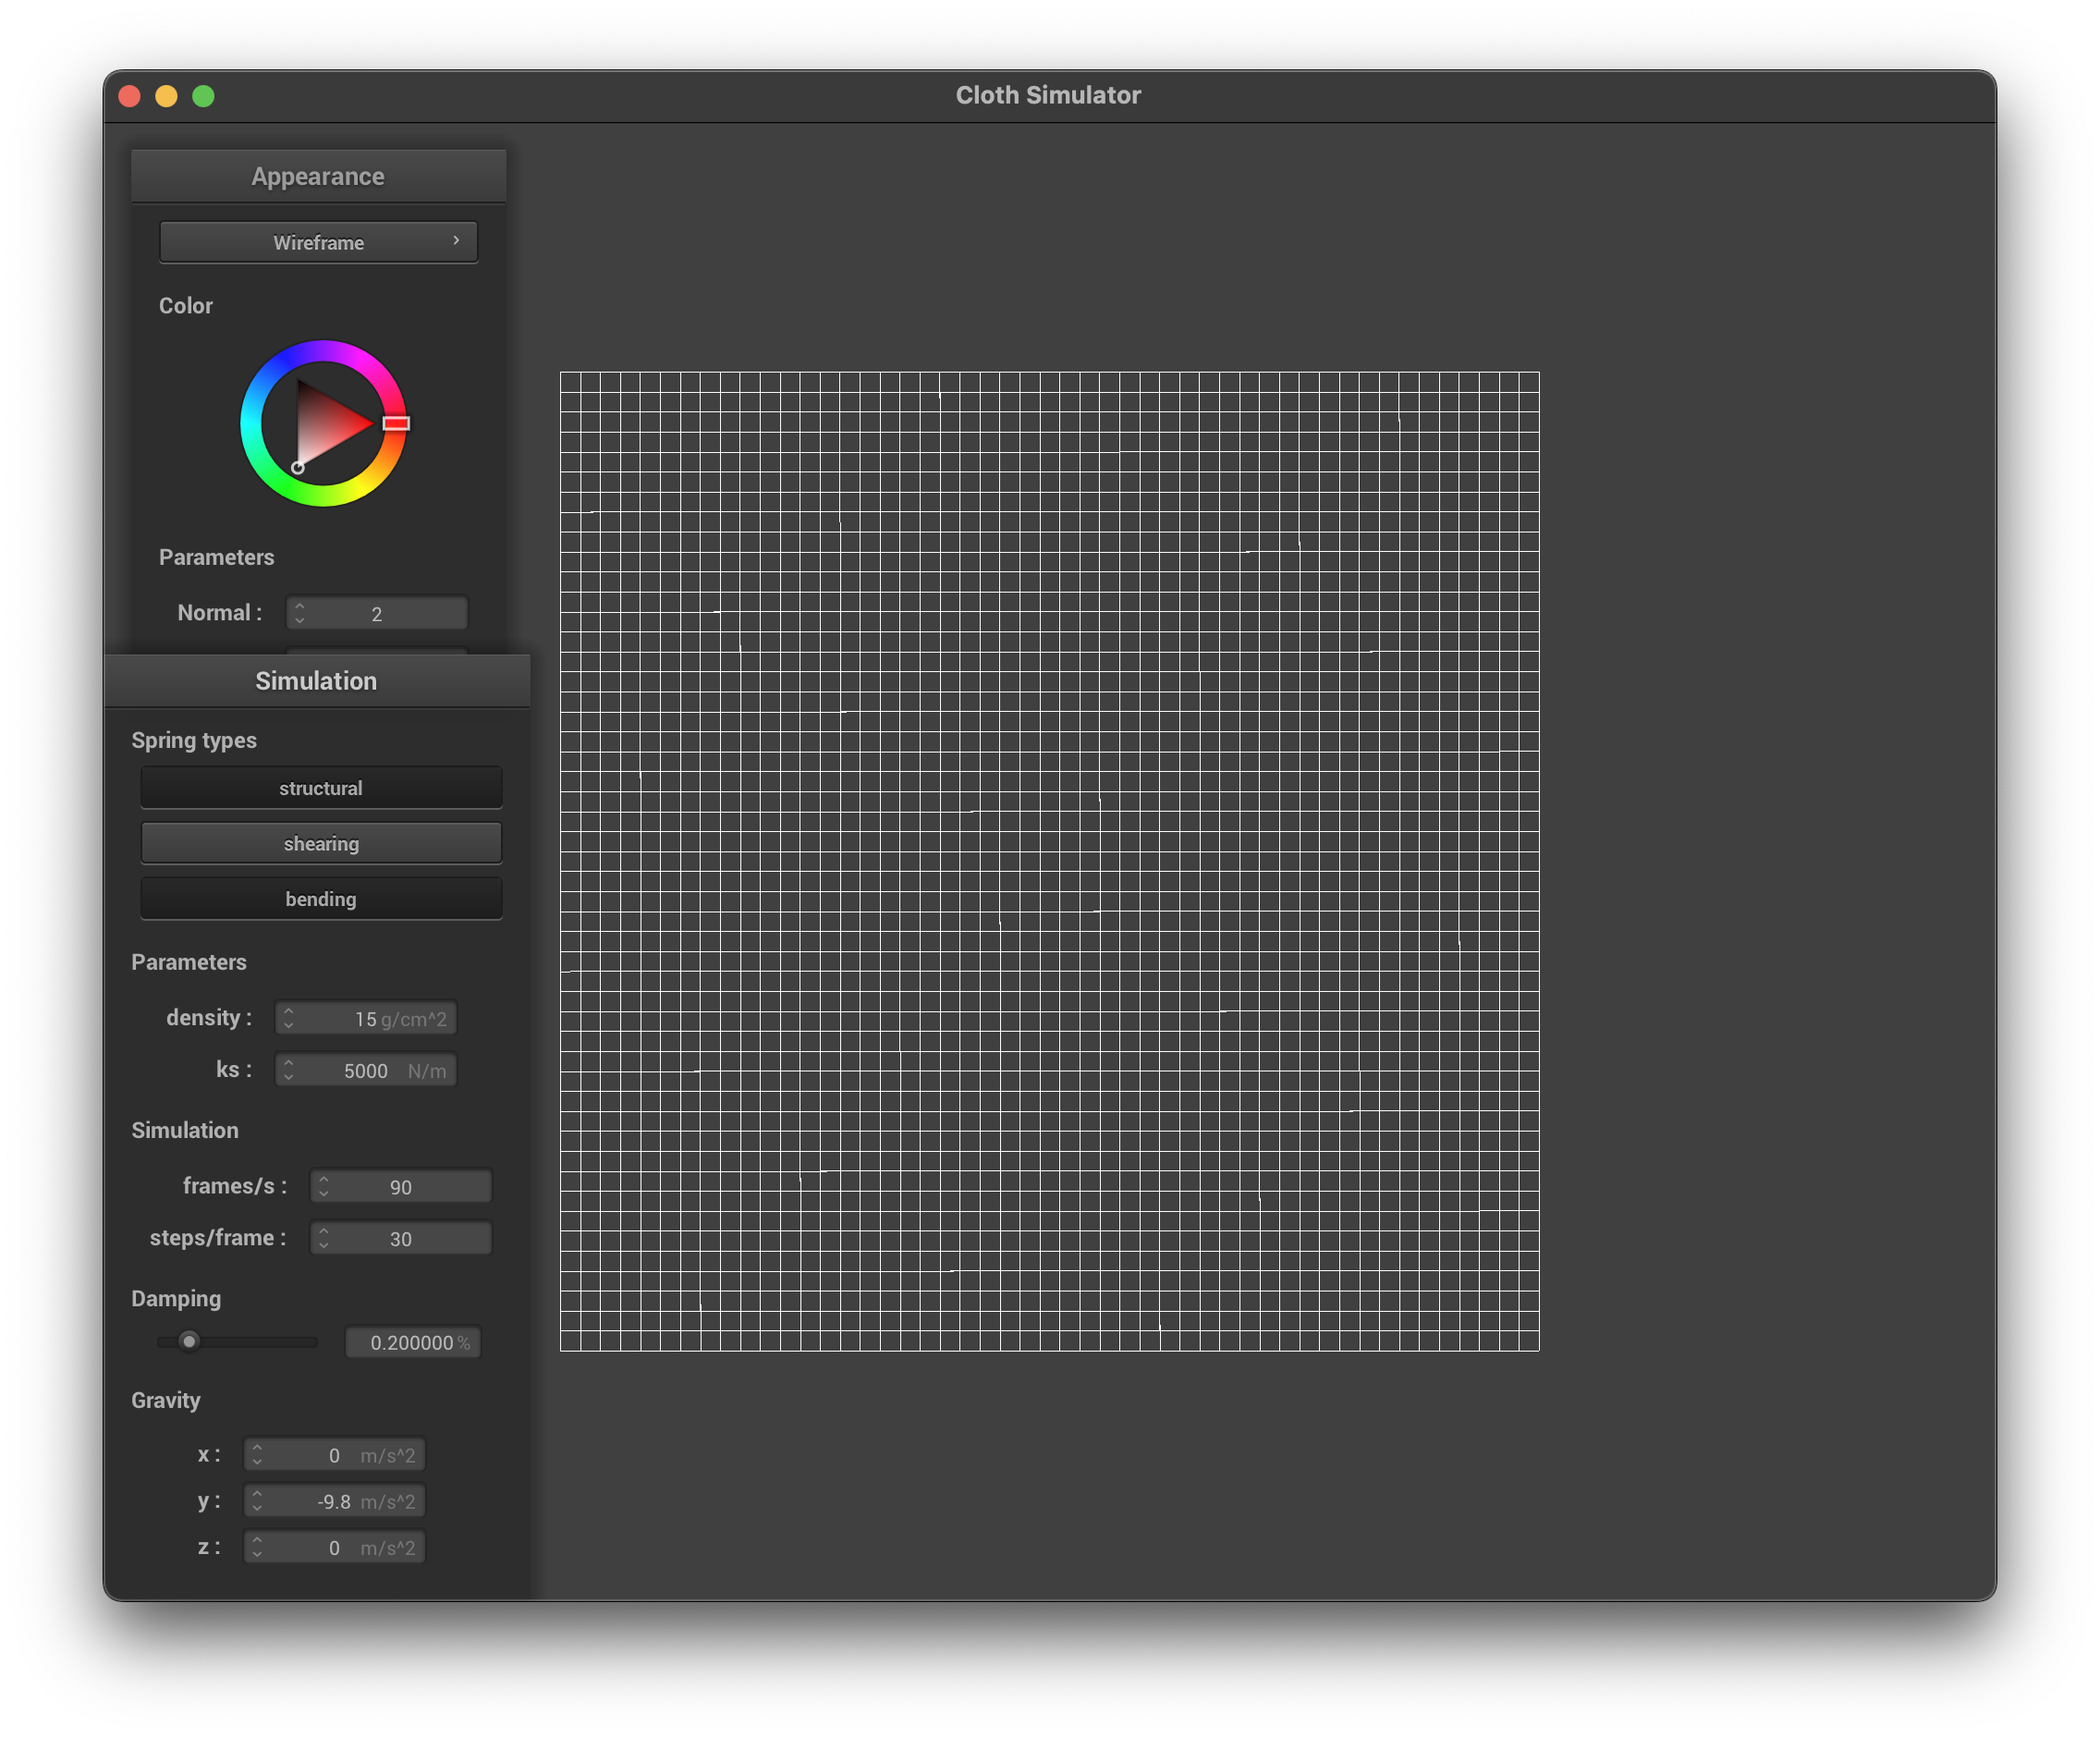 Cloth Simulator
Appearance
Wireframe
Color
Parameters
Normal : 2
Simulation
Spring types
structural
shearing
bending
Parameters
density : 15 g/cm^2
ks : 5000 N/m
Simulation
frames/s : 90
steps/frame : 30
Damping
0.200000 %
Gravity
x : 0 m/s^2
y : -9.8 m/s^2
z : 0 m/s^2